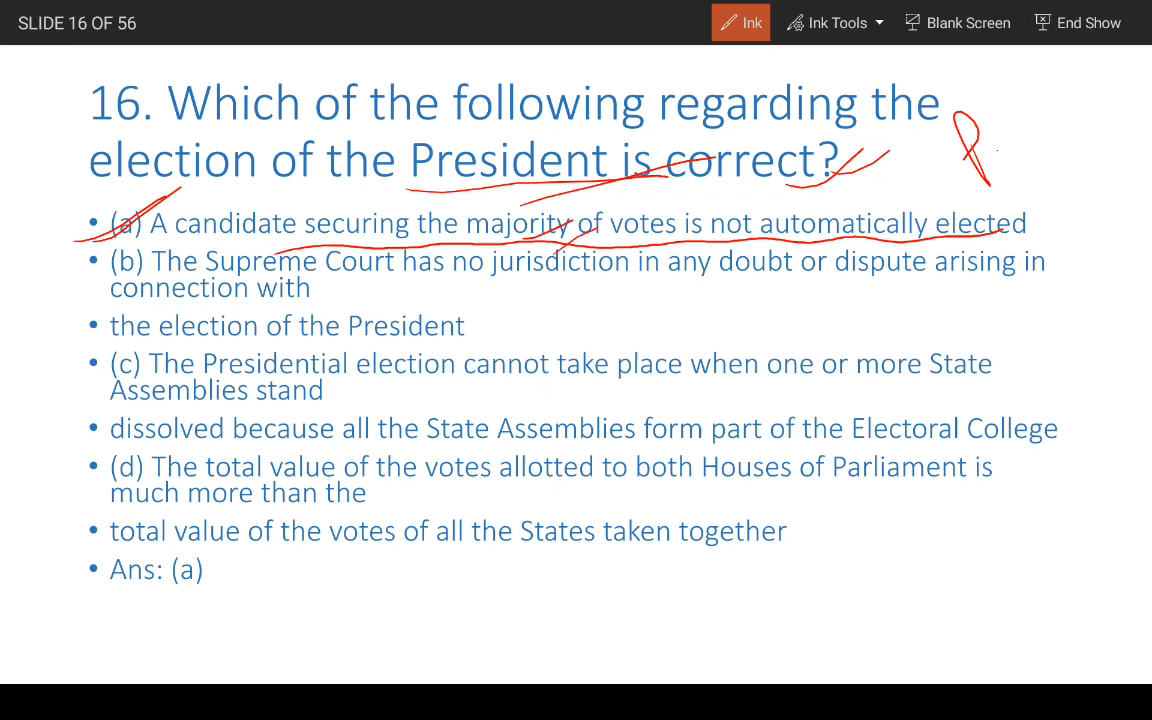 SLIDE 16 OF 56
Ink
Ink Tools
Blank Screen
End Show
16. Which of the following regarding the
election of the President is correct?
• (a) A candidate securing the majority of votes is not automatically elected
• (b) The Supreme Court has no jurisdiction in any doubt or dispute arising in
connection with
• the election of the President
• (c) The Presidential election cannot take place when one or more State
Assemblies stand
• dissolved because all the State Assemblies form part of the Electoral College
• (d) The total value of the votes allotted to both Houses of Parliament is
much more than the
• total value of the votes of all the States taken together
• Ans: (a)